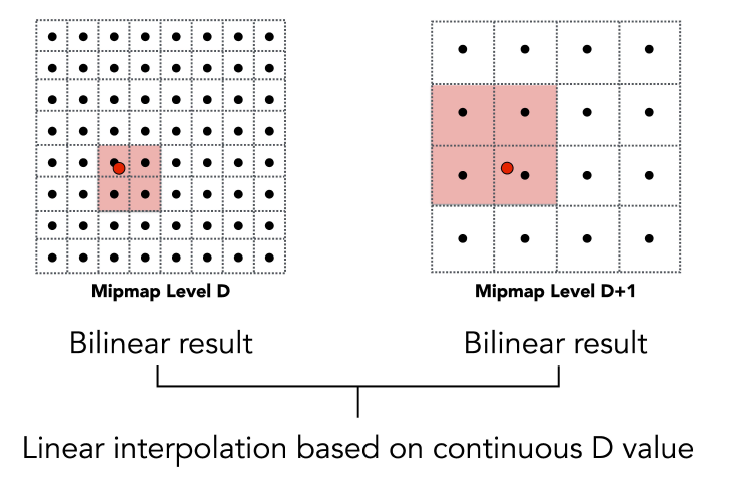 Mipmap Level D
Mipmap Level D+1
Bilinear result
Bilinear result
Linear interpolation based on continuous D value